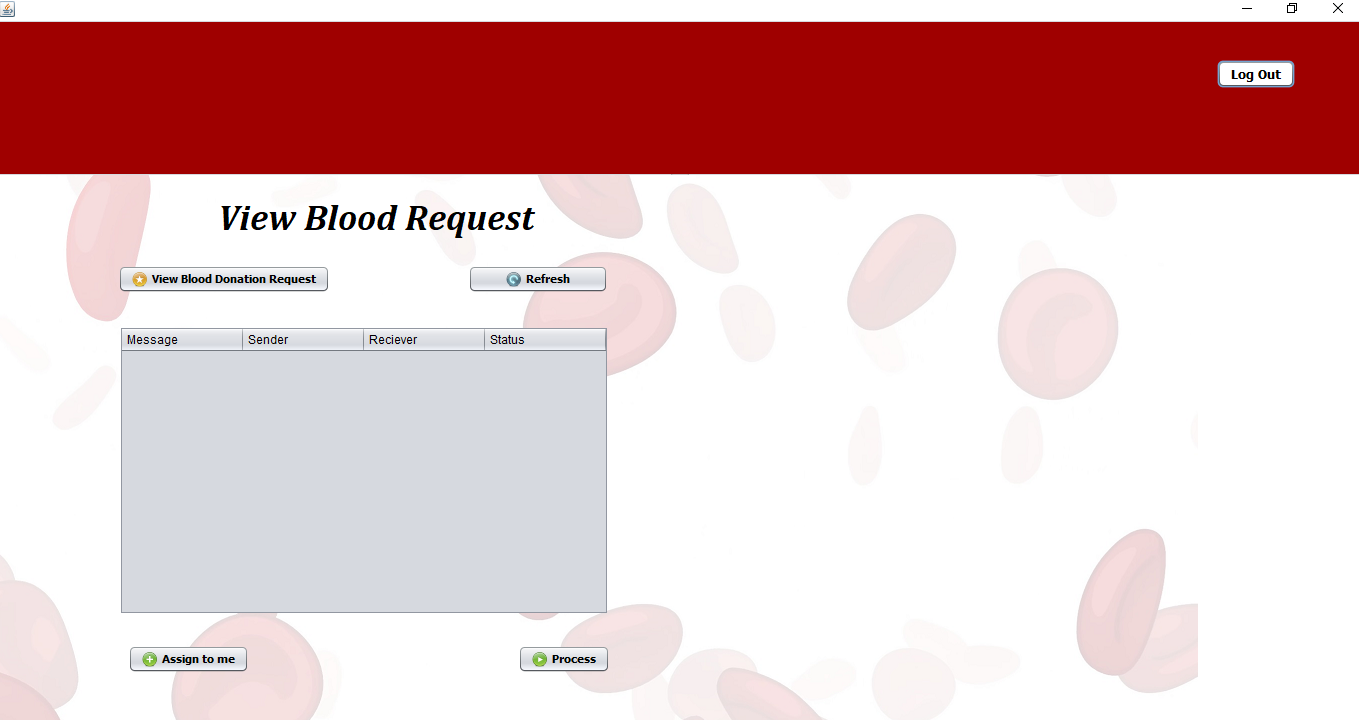 Log Out
View Blood Request
View Blood Donation Request
Refresh
Message Sender Reciever Status
Assign to me
Process